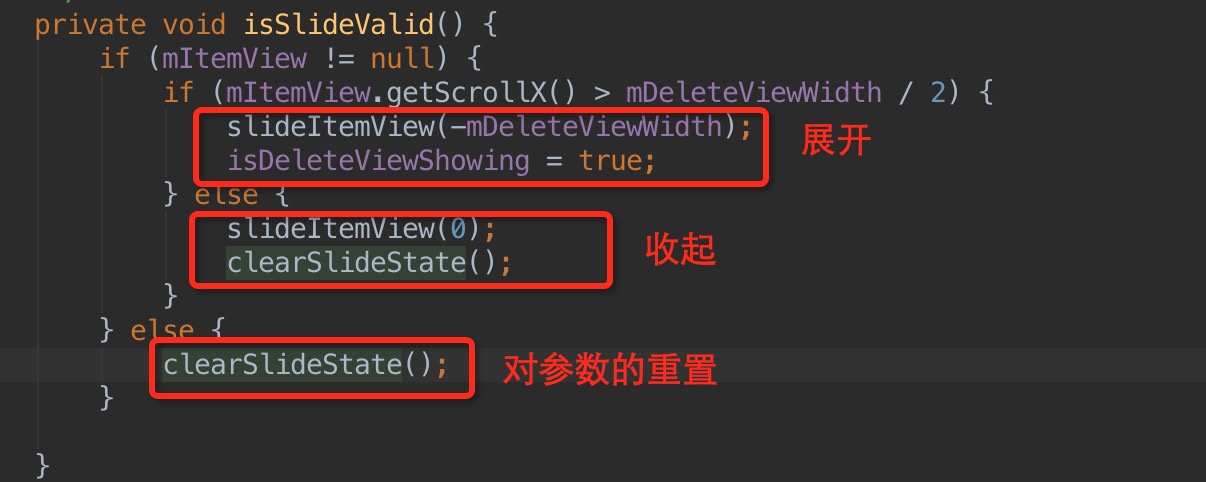 private void isSlideValid() {
if (mItemView != null) {
if (mItemView.getScrollX() > mDeleteViewWidth / 2) {
slideItemView(-mDeleteViewWidth); 展开
isDeleteViewShowing = true;
} else {
slideItemView(0); 收起
clearSlideState();
}
} else {
clearSlideState(); 对参数的重置
}
}